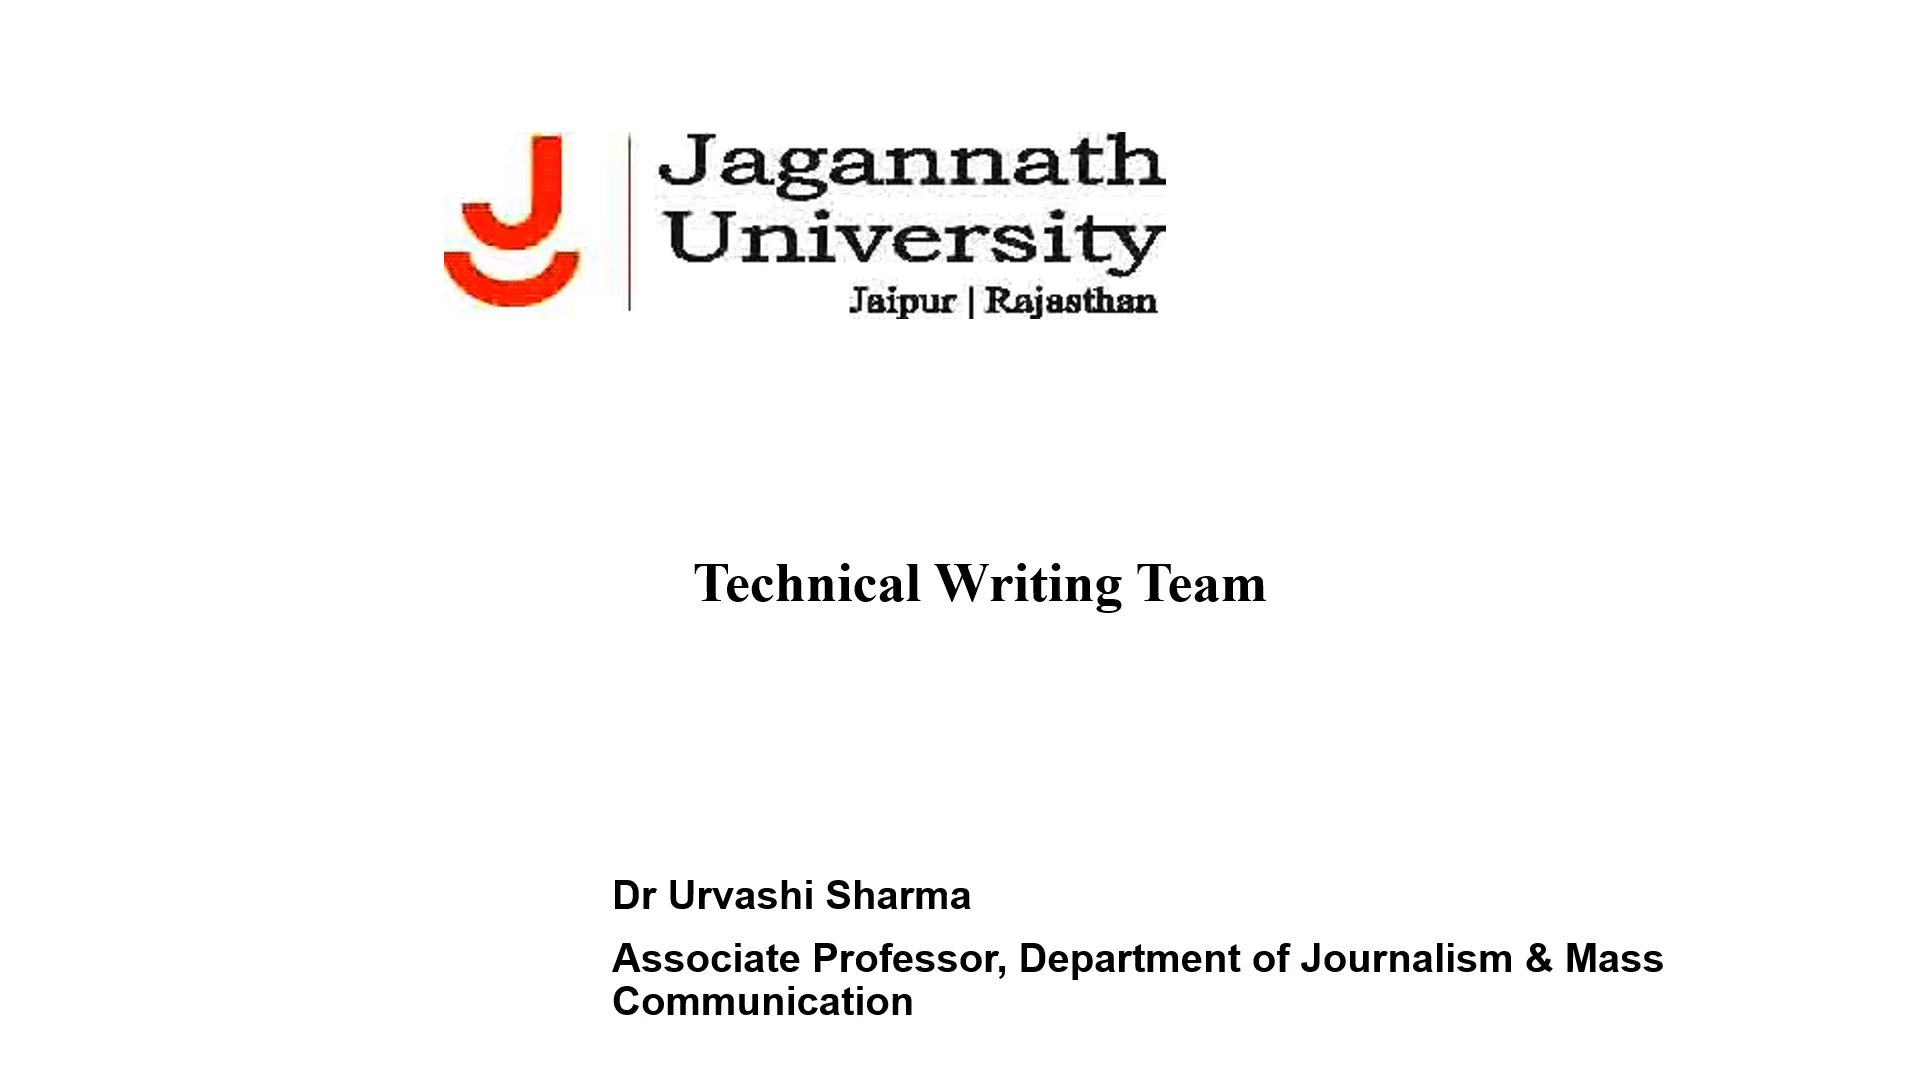 Jagannath
University
Jaipur | Rajasthan
Technical Writing Team
Dr Urvashi Sharma
Associate Professor, Department of Journalism & Mass
Communication